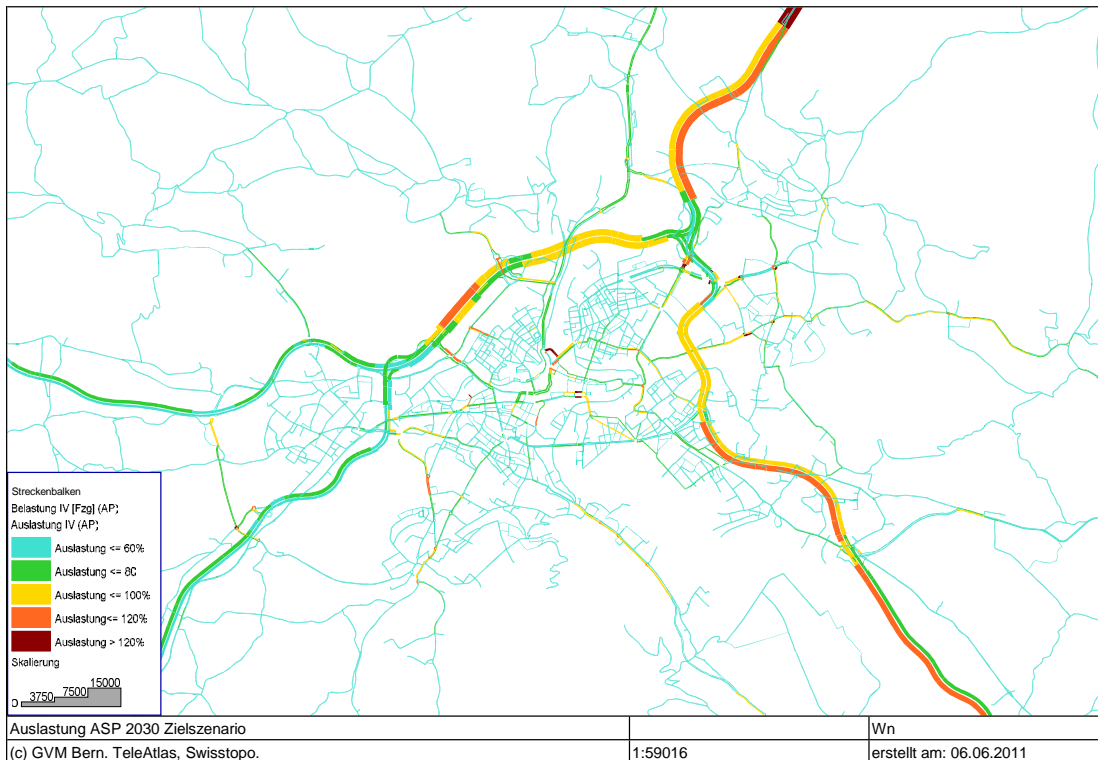 Streckenbalken
Belastung IV [Fzg] (AP)
Auslastung IV (AP)
Auslastung <= 60%
Auslastung <= 80
Auslastung <= 100%
Auslastung<= 120%
Auslastung > 120%
Skalierung
0 3750 7500 15000
Auslastung ASP 2030 Zielszenario
Wn
(c) GVM Bern. TeleAtlas, Swisstopo.
1:59016
erstellt am: 06.06.2011